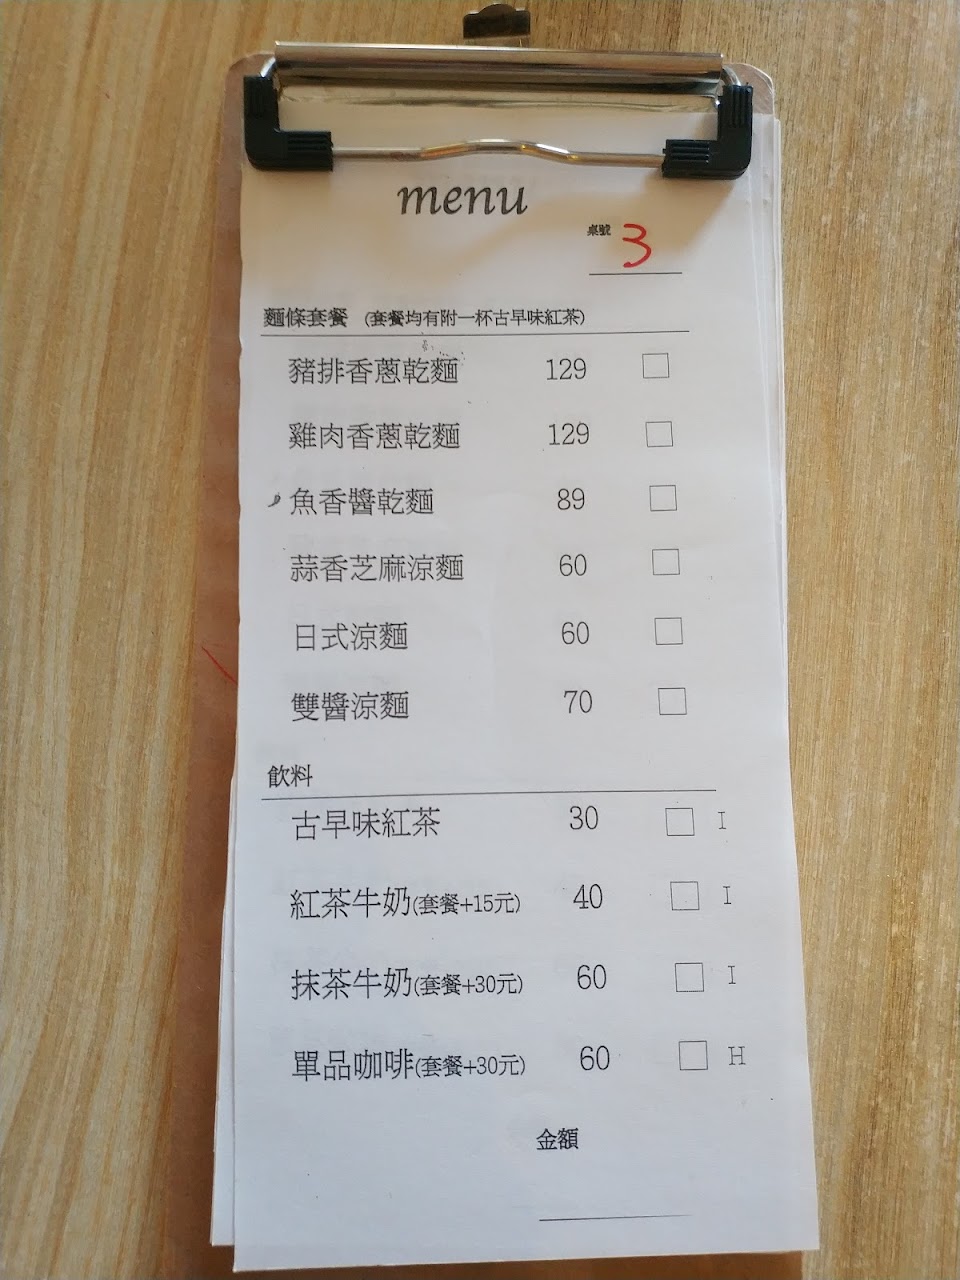 menu
桌號 3
麵條套餐 (套餐均有附一杯古早味紅茶)
豬排香蔥乾麵 129
雞肉香蔥乾麵 129
魚香醬乾麵 89
蒜香芝麻涼麵 60
日式涼麵 60
雙醬涼麵 70
飲料
古早味紅茶 30 I
紅茶牛奶(套餐+15元) 40 I
抹茶牛奶(套餐+30元) 60 I
單品咖啡(套餐+30元) 60 H
金額